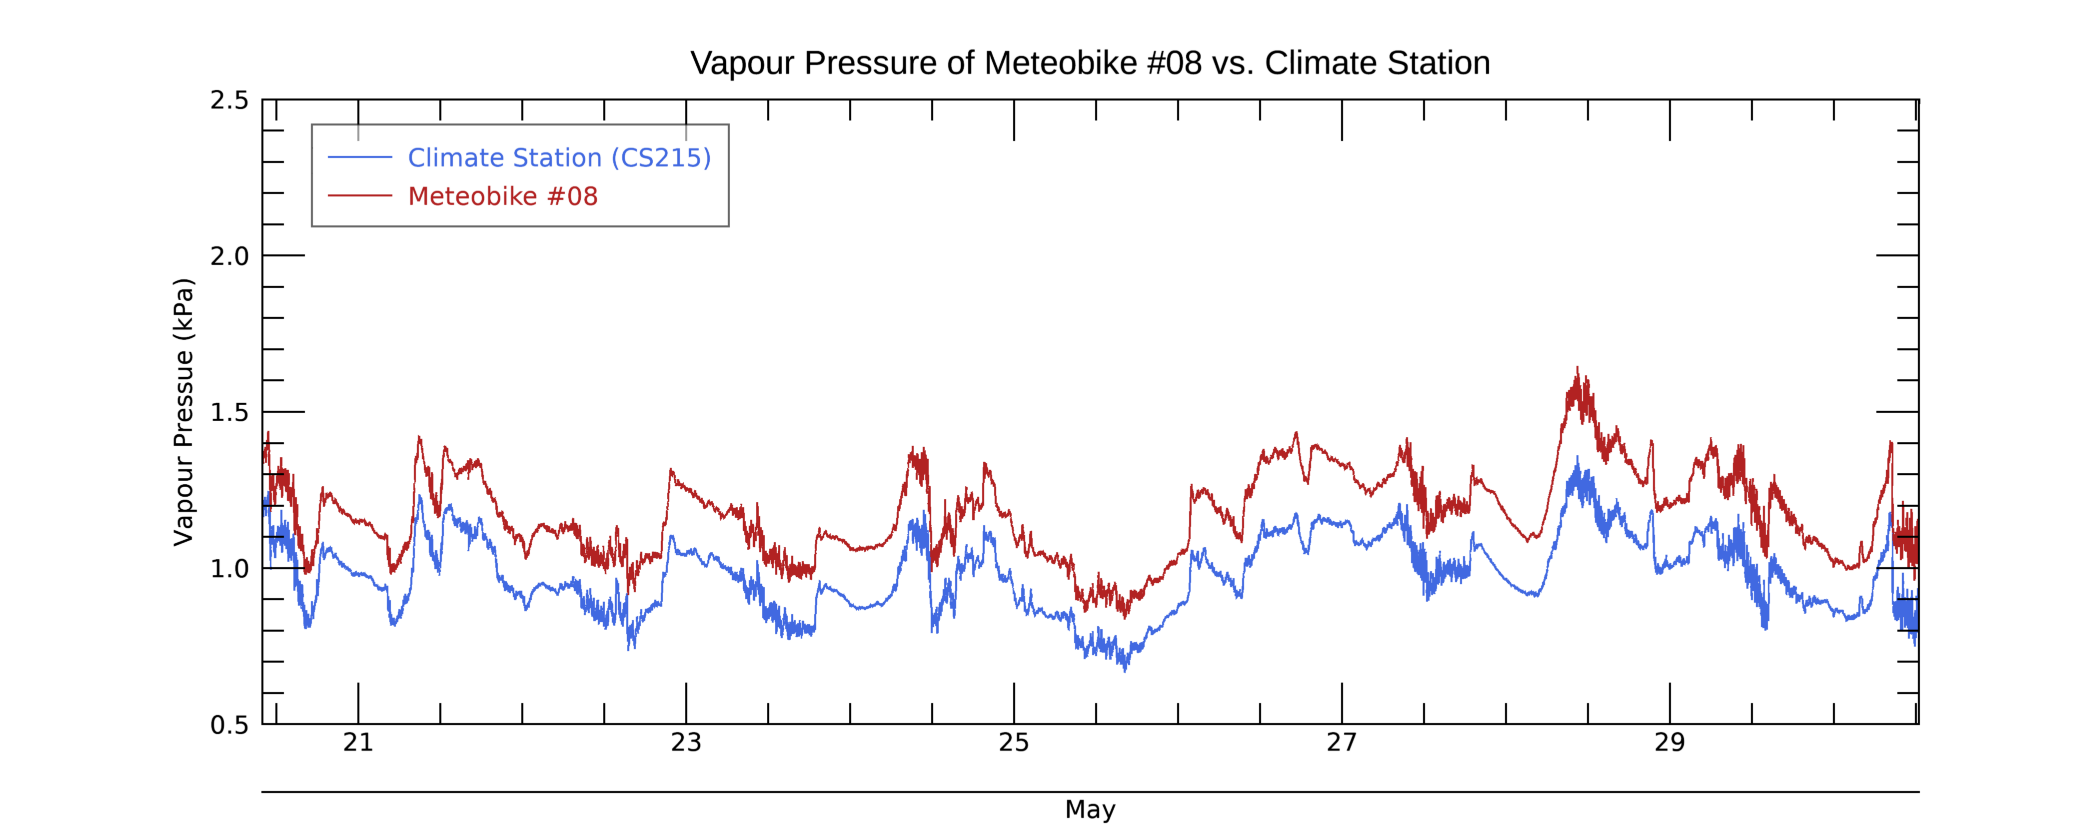 Vapour Pressure of Meteobike #08 vs. Climate Station
Vapour Pressue (kPa)
2.5
2.0
1.5
1.0
0.5
Climate Station (CS215)
Meteobike #08
21 23 25 27 29
May